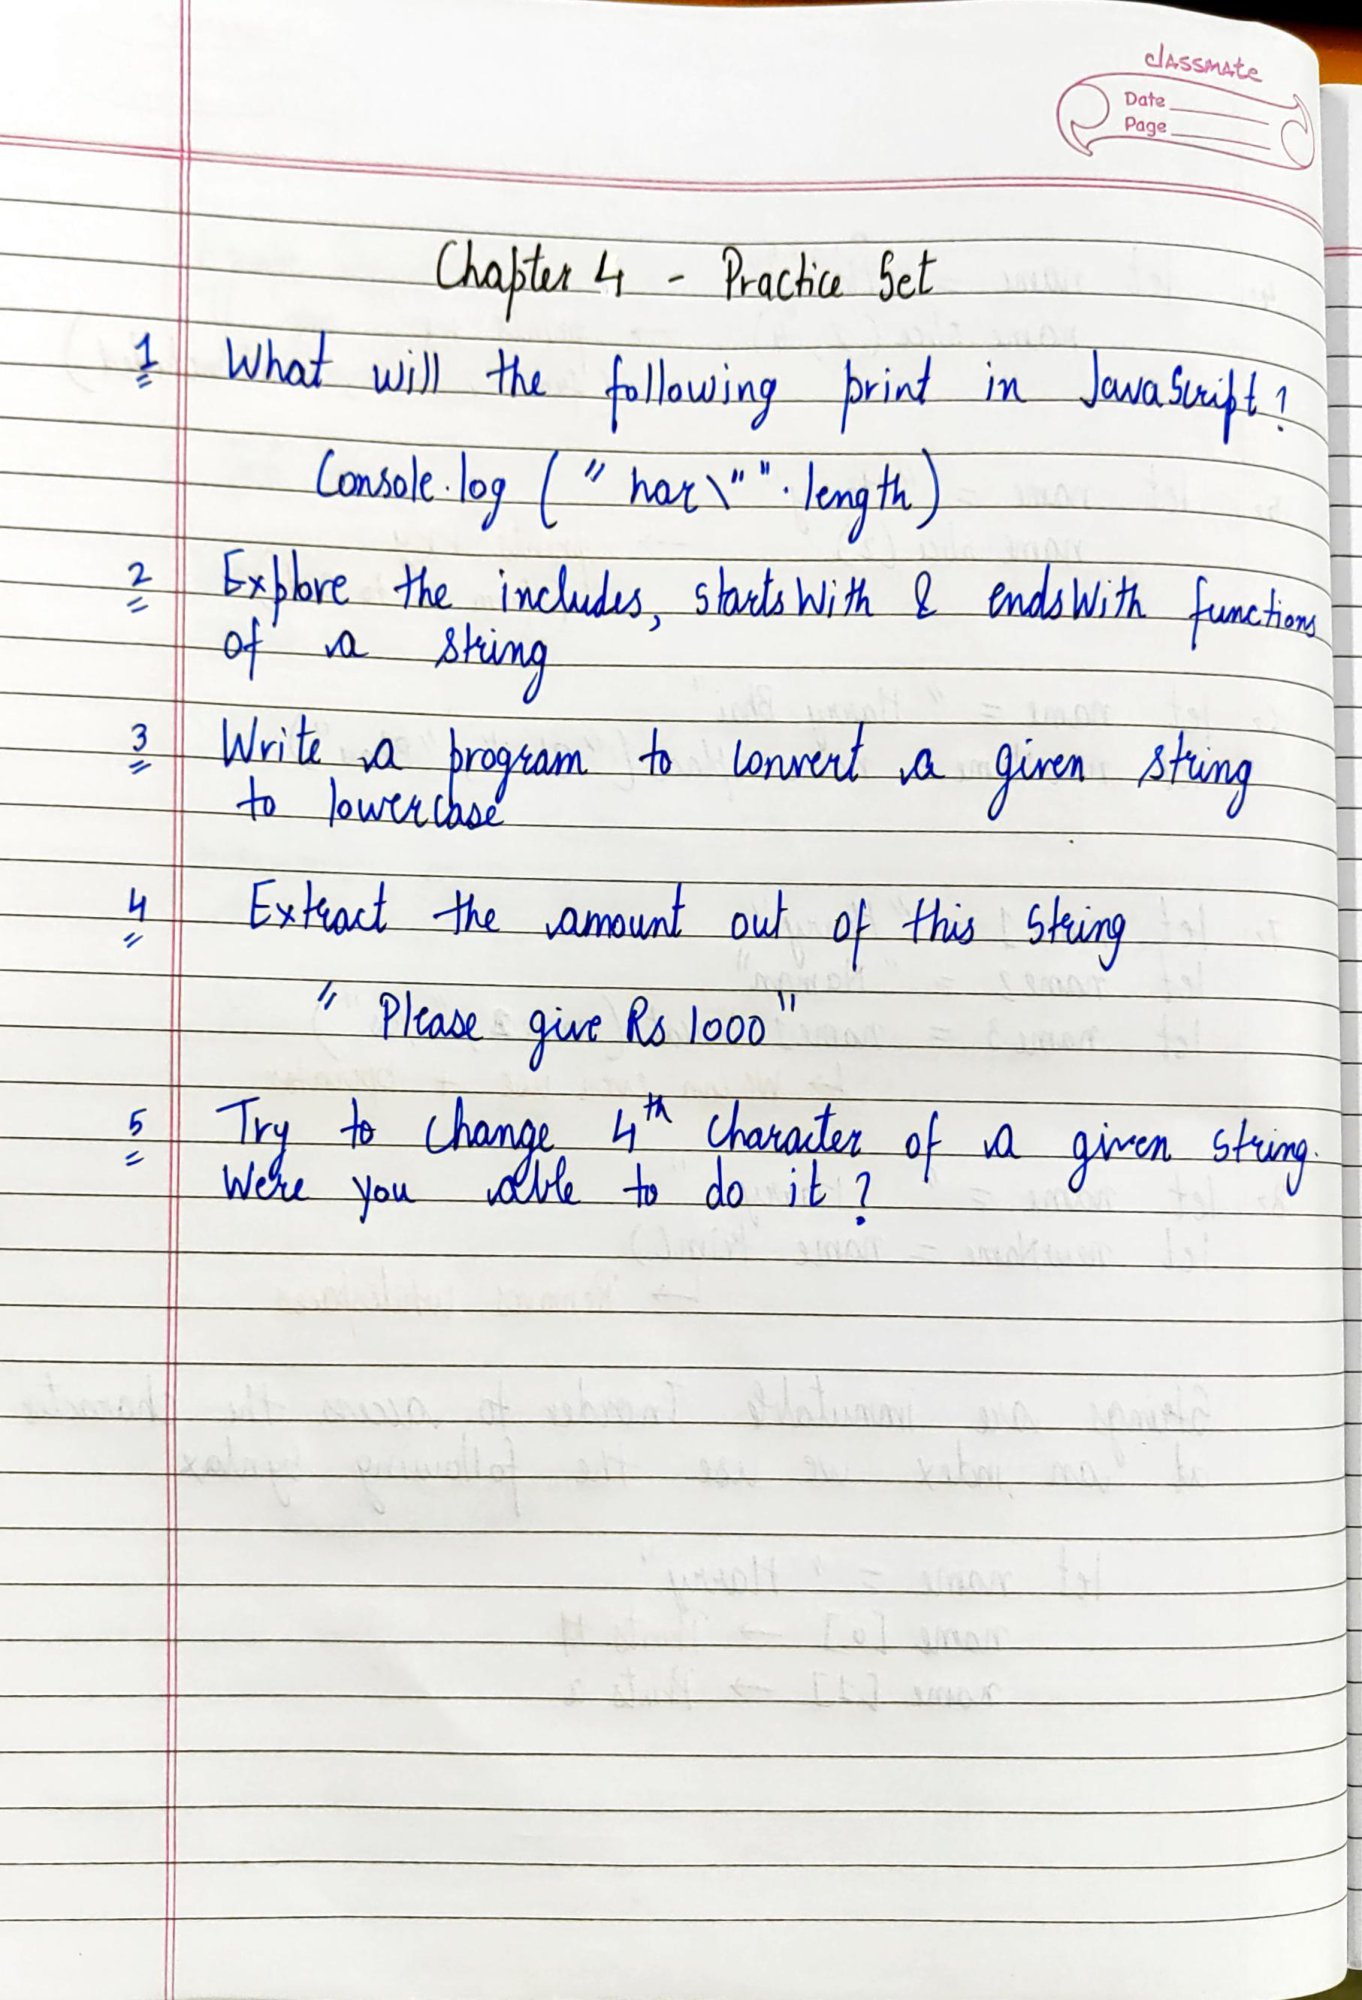 classmate
Date
Page
Chapter 4 - Practice Set
1 What will the following print in JavaScript?
Console.log ("har\"".length)
2 Explore the includes, startsWith & endsWith functions
of a string
3 Write a program to convert a given string
to lowercase
4 Extract the amount out of this string
"Please give Rs 1000"
5 Try to change 4th character of a given string.
Were you able to do it?